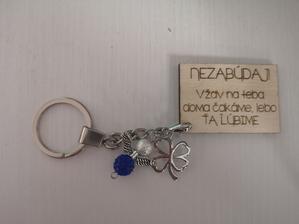 NEZABÚDAJ!
Vždy na teba
doma čakáme, lebo
ŤA ĽÚBIME